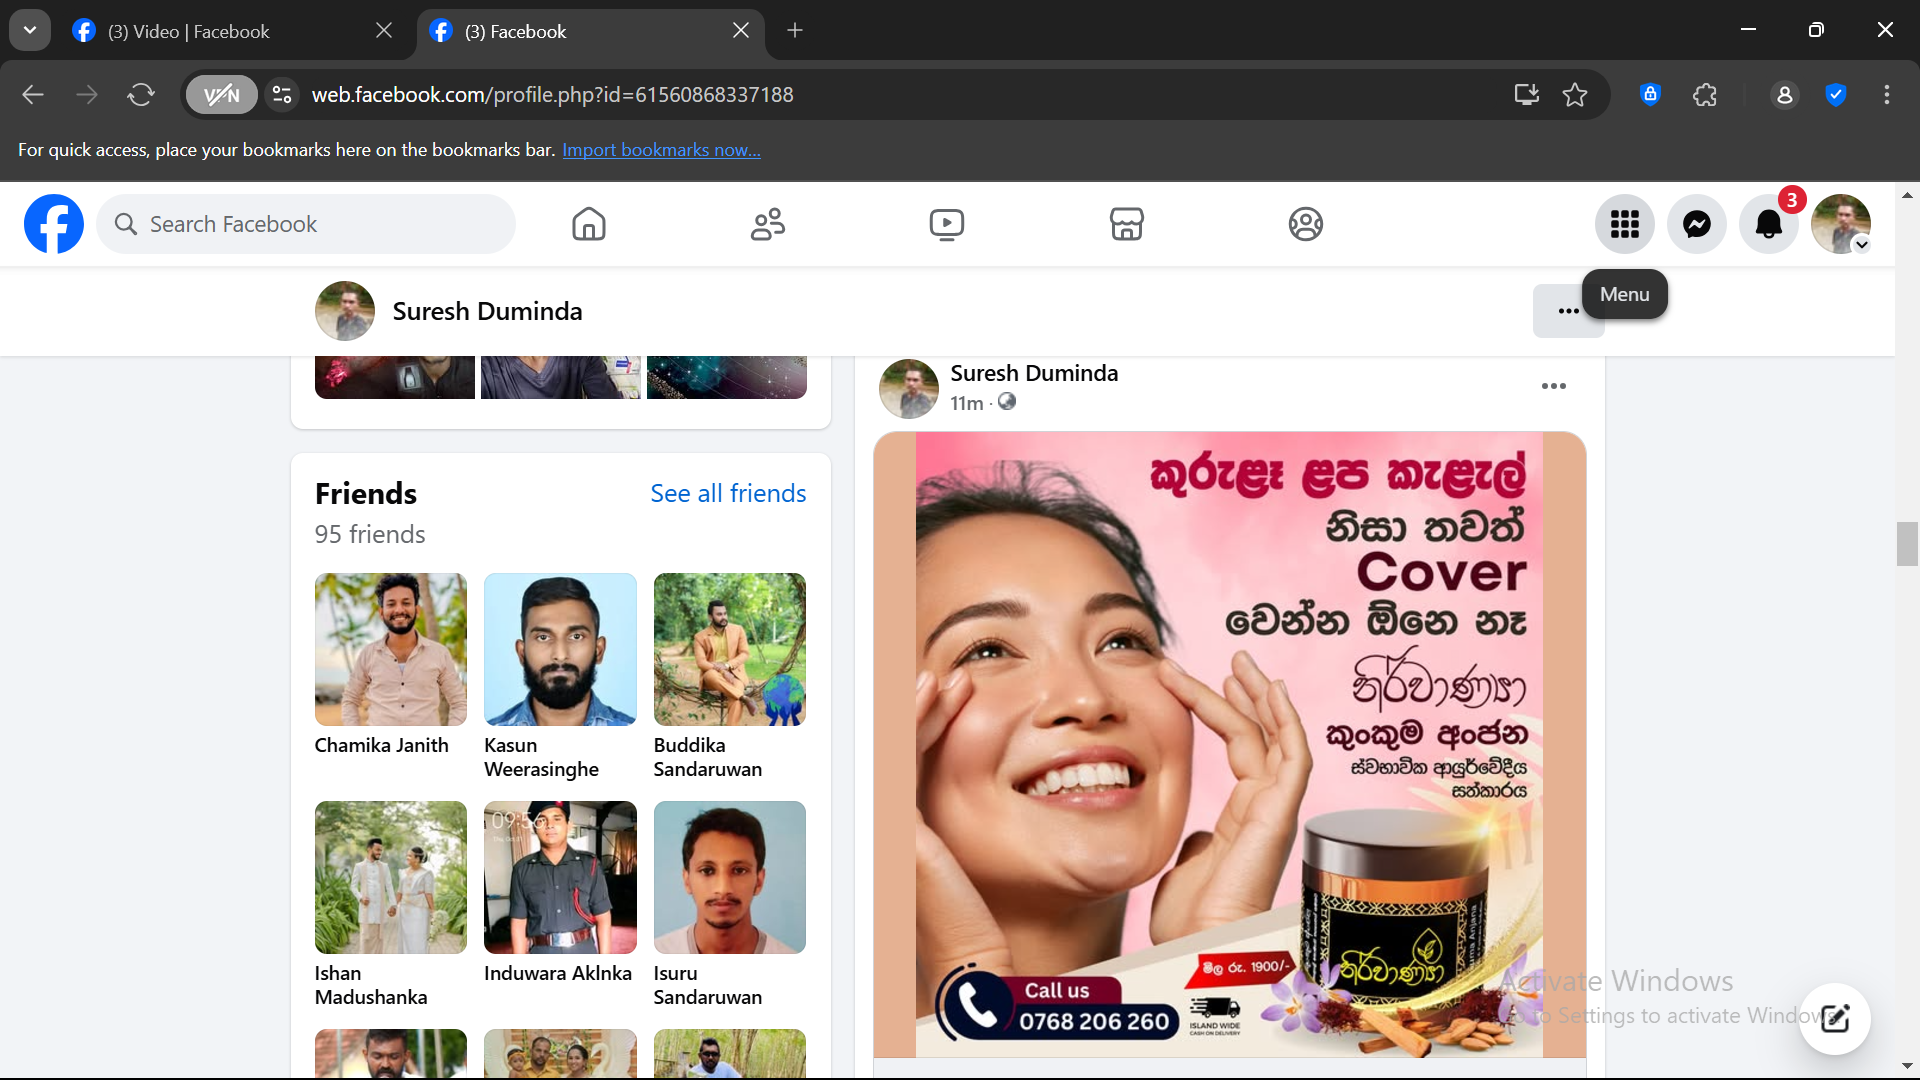 (3) Video | Facebook
(3) Facebook
VPN
web.facebook.com/profile.php?id=61560868337188
For quick access, place your bookmarks here on the bookmarks bar. Import bookmarks now...
Search Facebook
3
Menu
Suresh Duminda
Friends
See all friends
95 friends
Chamika Janith
Kasun
Weerasinghe
Buddika
Sandaruwan
09:56
Ishan
Madushanka
Induwara Aklnka
Isuru
Sandaruwan
Suresh Duminda
11m
කුරුළෑ ළප කැළැල්
නිසා තවත්
Cover
වෙන්න ඕනෙ නෑ
නිර්වාණ්‍යා
කුංකුම අංජන
ස්වභාවික ආයුර්වේදීය
සත්කාරය
මිල රු. 1900/-
Call us
0768 206 260
ISLAND WIDE
CASH ON DELIVERY
නිර්වාණ්‍යා
Activate Windows
Go to Settings to activate Windows.